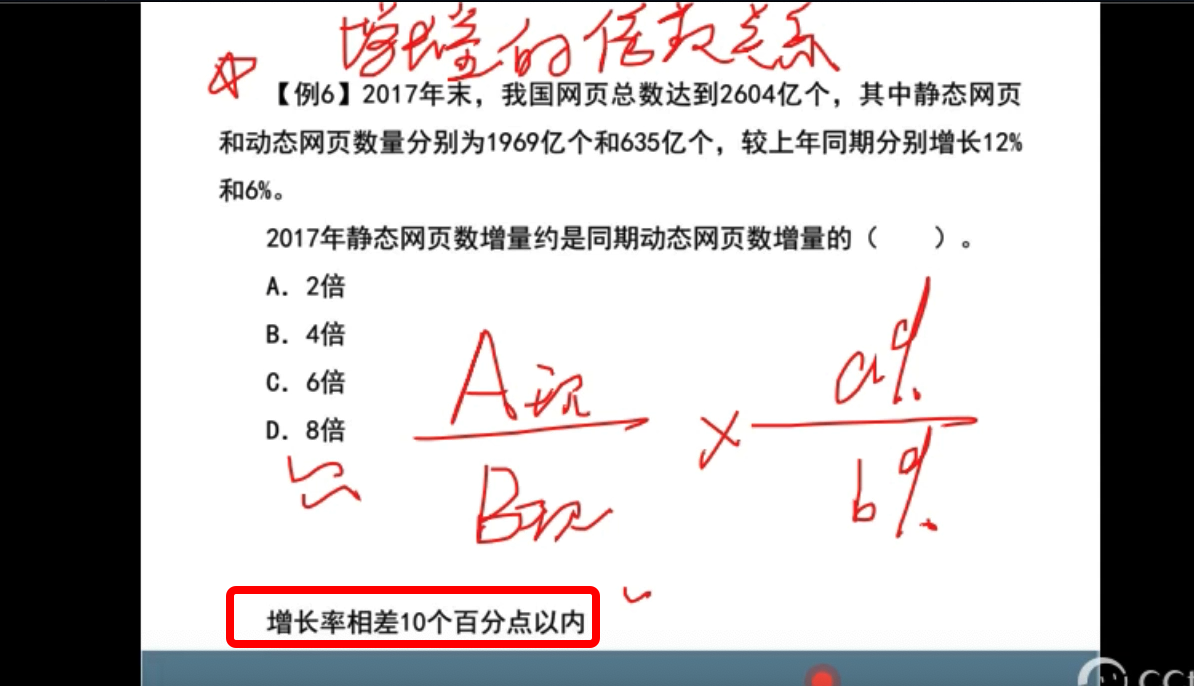 增量的倍数关系
【例6】2017年末，我国网页总数达到2604亿个，其中静态网页
和动态网页数量分别为1969亿个和635亿个，较上年同期分别增长12%
和6%。
2017年静态网页数增量约是同期动态网页数增量的（　　）。
A. 2倍
B. 4倍
C. 6倍
D. 8倍
A现
B现
×
a%
b%
增长率相差10个百分点以内